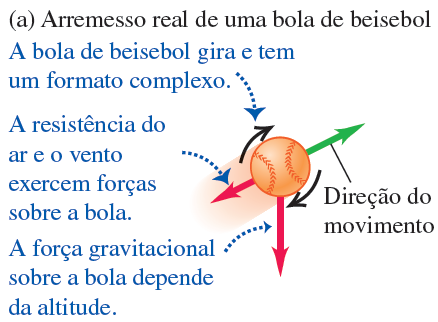 (a) Arremesso real de uma bola de beisebol
A bola de beisebol gira e tem
um formato complexo.
A resistência do
ar e o vento
exercem forças
sobre a bola.
Direção do
movimento
A força gravitacional
sobre a bola depende
da altitude.